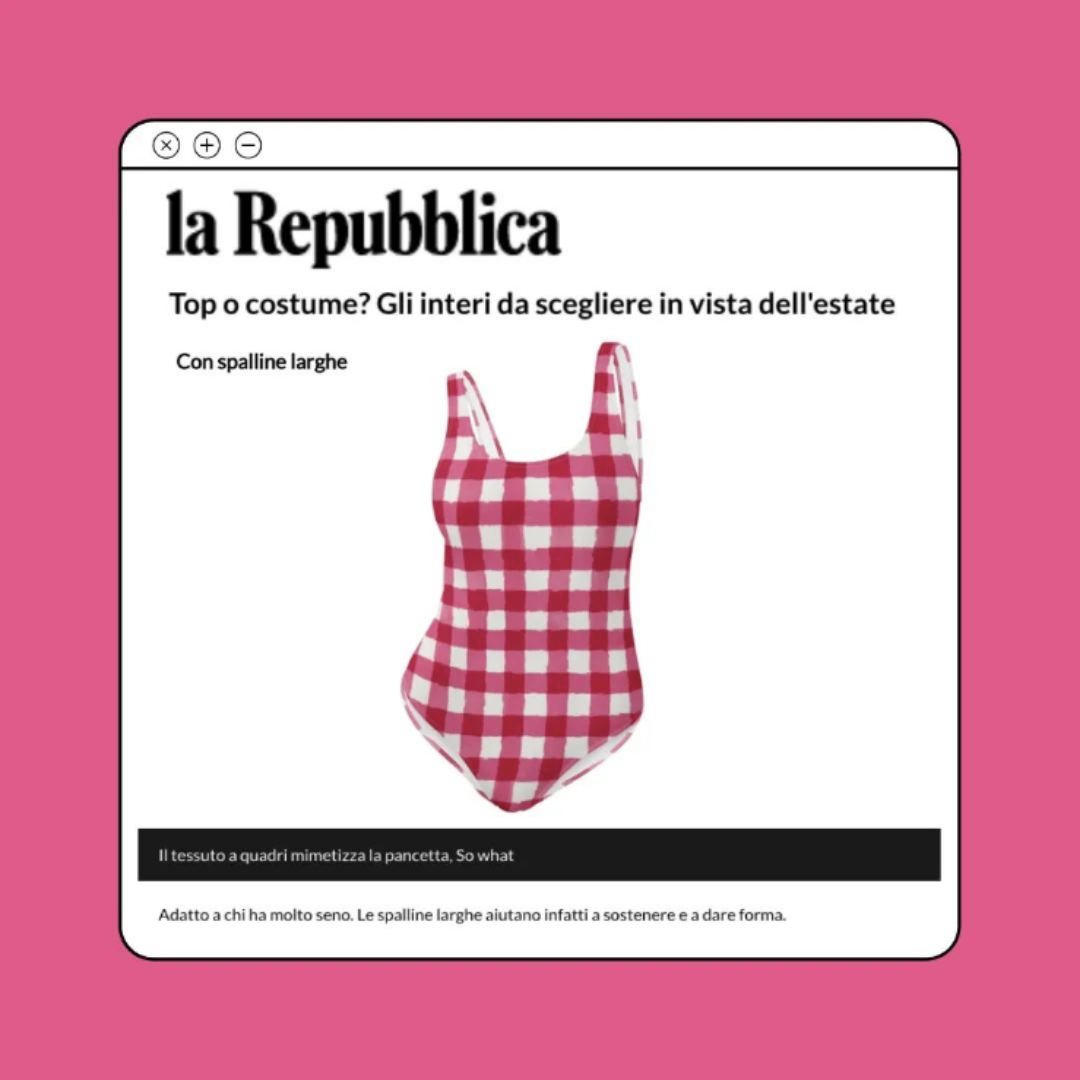 la Repubblica
Top o costume? Gli interi da scegliere in vista dell'estate
Con spalline larghe
Il tessuto a quadri mimetizza la pancetta, So what
Adatto a chi ha molto seno. Le spalline larghe aiutano infatti a sostenere e a dare forma.